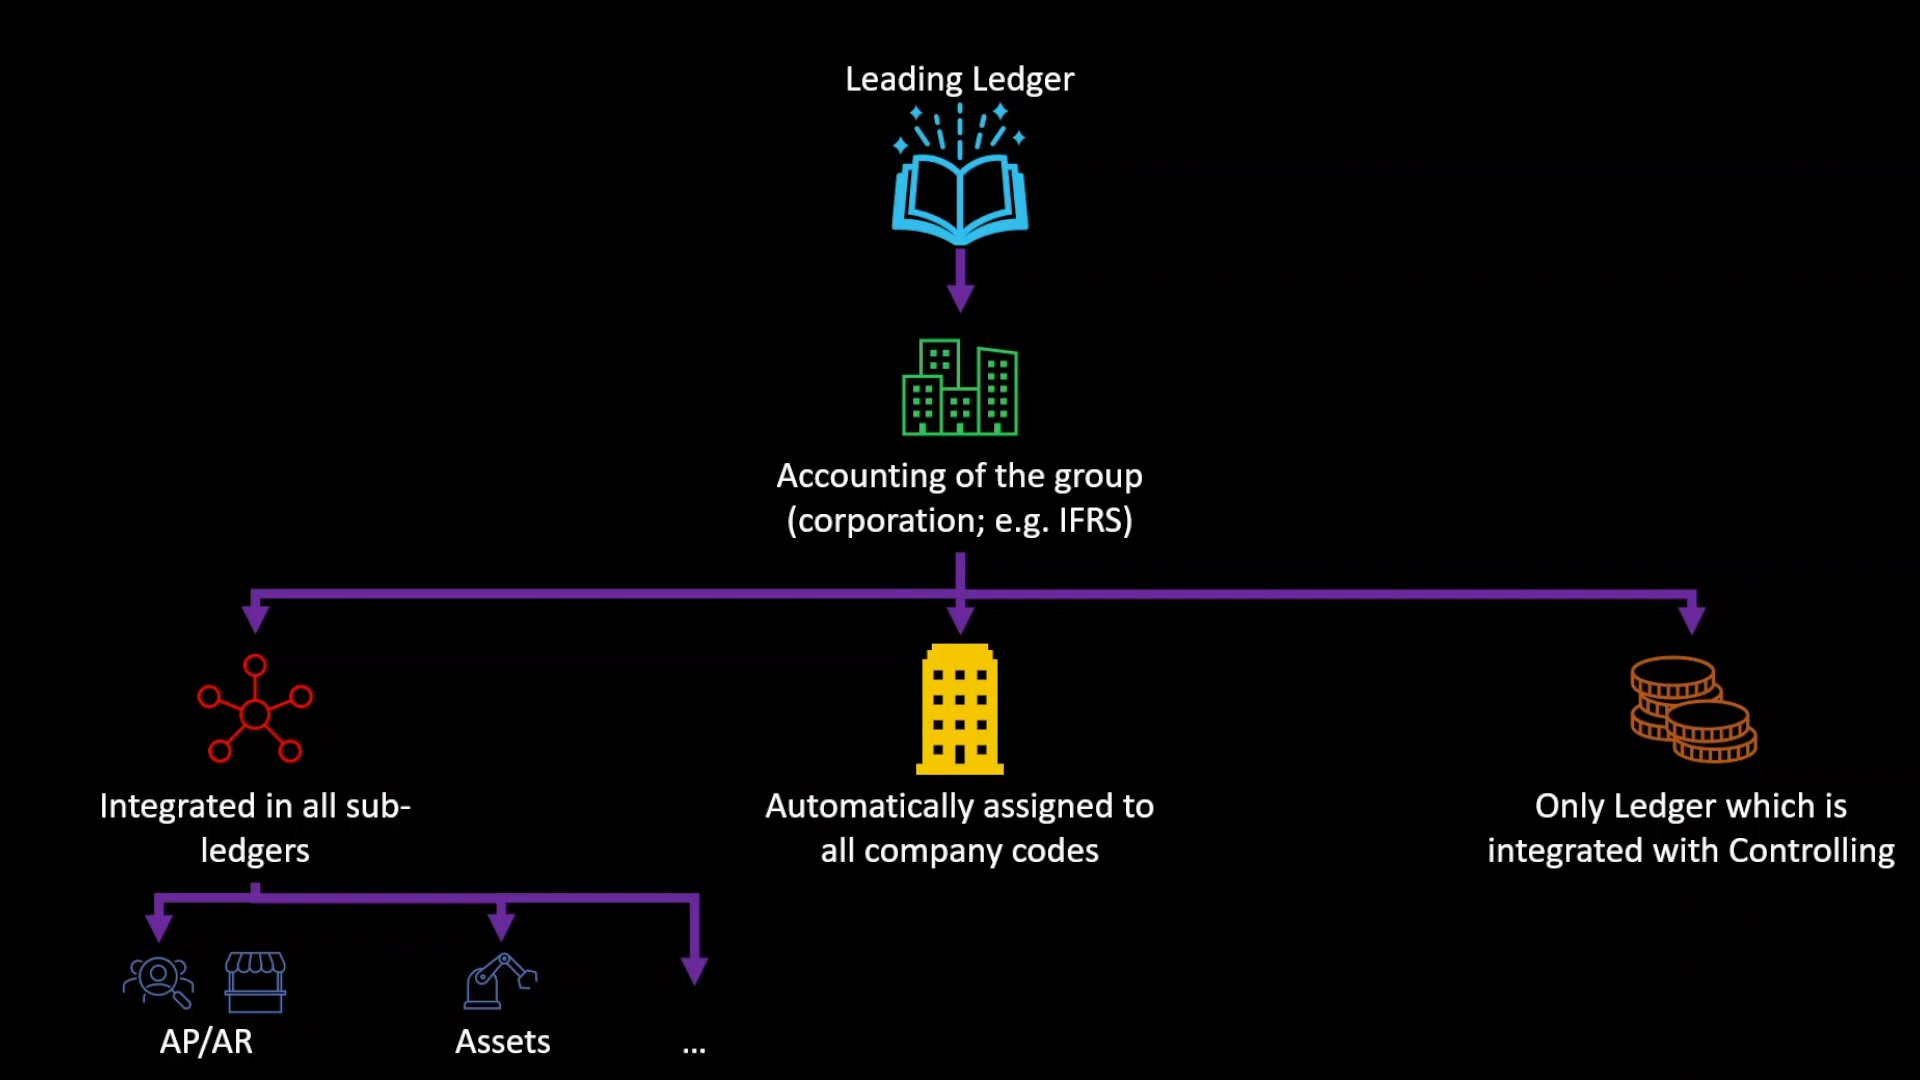 Leading Ledger
Accounting of the group
(corporation; e.g. IFRS)
Integrated in all sub-
ledgers
Automatically assigned to
all company codes
Only Ledger which is
integrated with Controlling
AP/AR
Assets
...